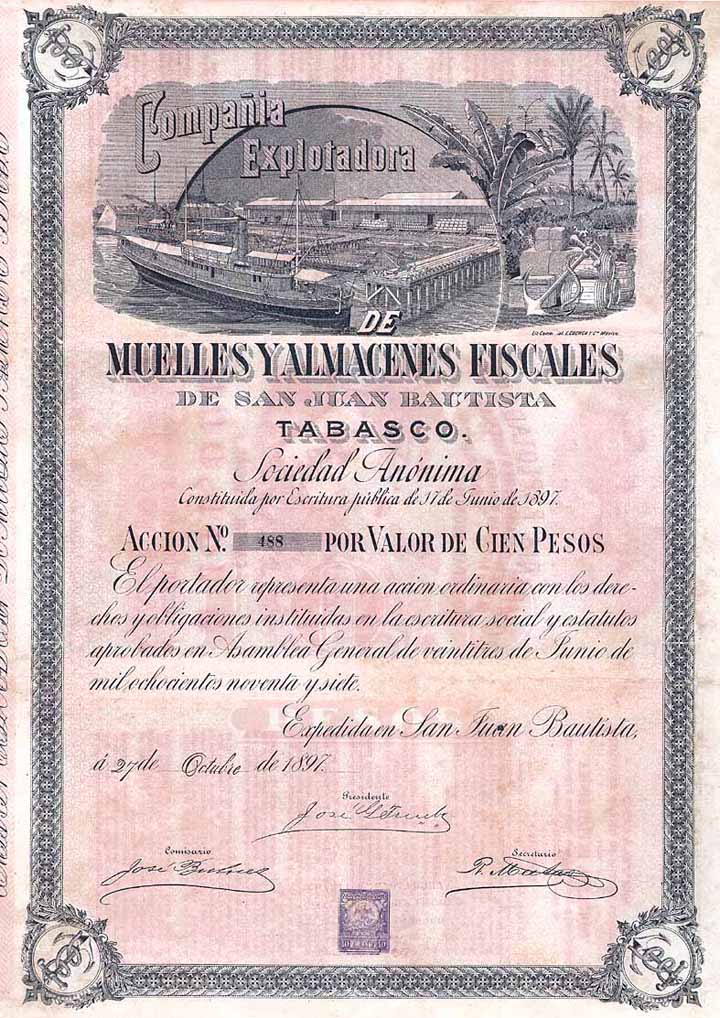 Compañia
Explotadora
DE
MUELLES Y ALMACENES FISCALES
DE SAN JUAN BAUTISTA
TABASCO.
Sociedad Anónima
Constituida por Escritura pública de 17 de Junio de 1897.
ACCION Nº 488 POR VALOR DE CIEN PESOS
El portador representa una accion ordinaria con los dere-
chos y obligaciones instituidas en la escritura social y estatutos
aprobados en Asamblea General de veintitres de Junio de
mil ochocientos noventa y siete.
Expedida en San Juan Bautista,
á 27 de Octubre de 1897.
Presidente
José
Comisario
Secretario
José